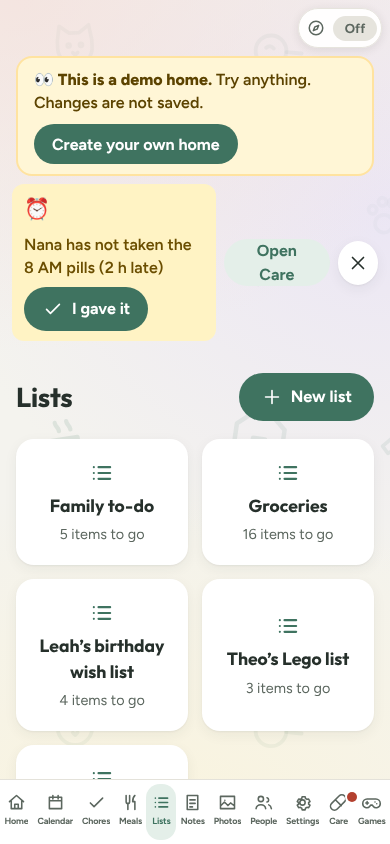 Off
👀 This is a demo home. Try anything.
Changes are not saved.
Create your own home
Nana has not taken the
8 AM pills (2 h late)
I gave it
Open
Care
Lists
New list
Family to-do
5 items to go
Groceries
16 items to go
Leah's birthday
wish list
4 items to go
Theo's Lego list
3 items to go
Home Calendar Chores Meals Lists Notes Photos People Settings Care Games